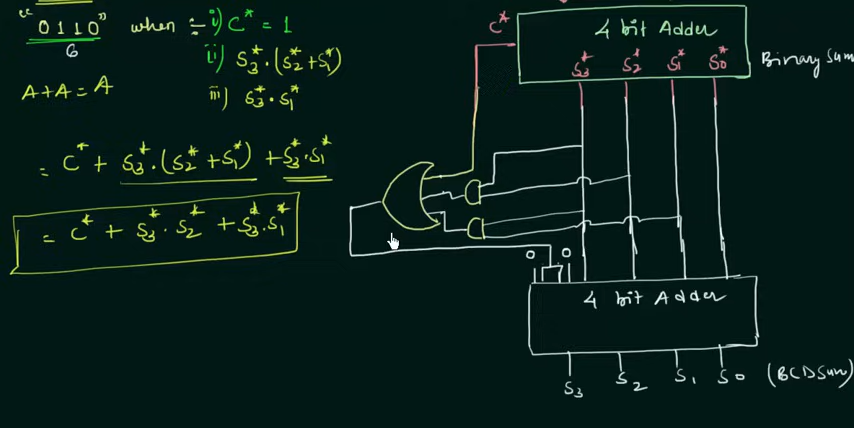 "0110" when :- i) C* = 1
6
ii) S3*·(S2*+S1*)
A+A = A
iii) S3*·S1*
= C* + S3*·(S2*+S1*) + S3*·S1*
= C* + S3*·S2* + S3*·S1*
C*
4 bit Adder
S3* S2* S1* S0*
Binary Sum
0 0
4 bit Adder
S3 S2 S1 S0 (BCD Sum)